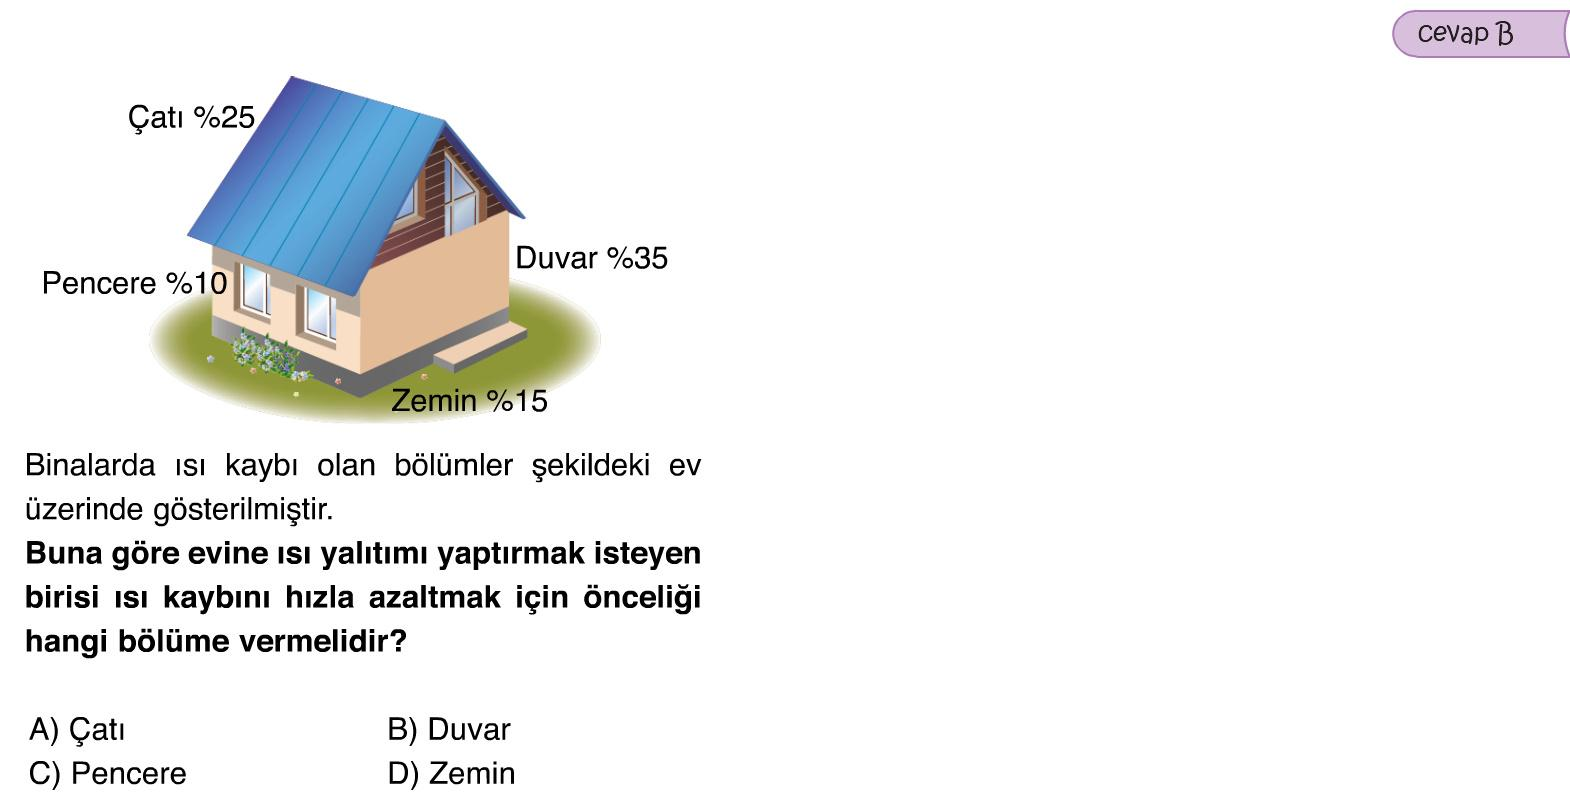 cevap B
Çatı %25
Duvar %35
Pencere %10
Zemin %15
Binalarda ısı kaybı olan bölümler şekildeki ev
üzerinde gösterilmiştir.
Buna göre evine ısı yalıtımı yaptırmak isteyen
birisi ısı kaybını hızla azaltmak için önceliği
hangi bölüme vermelidir?
A) Çatı B) Duvar
C) Pencere D) Zemin